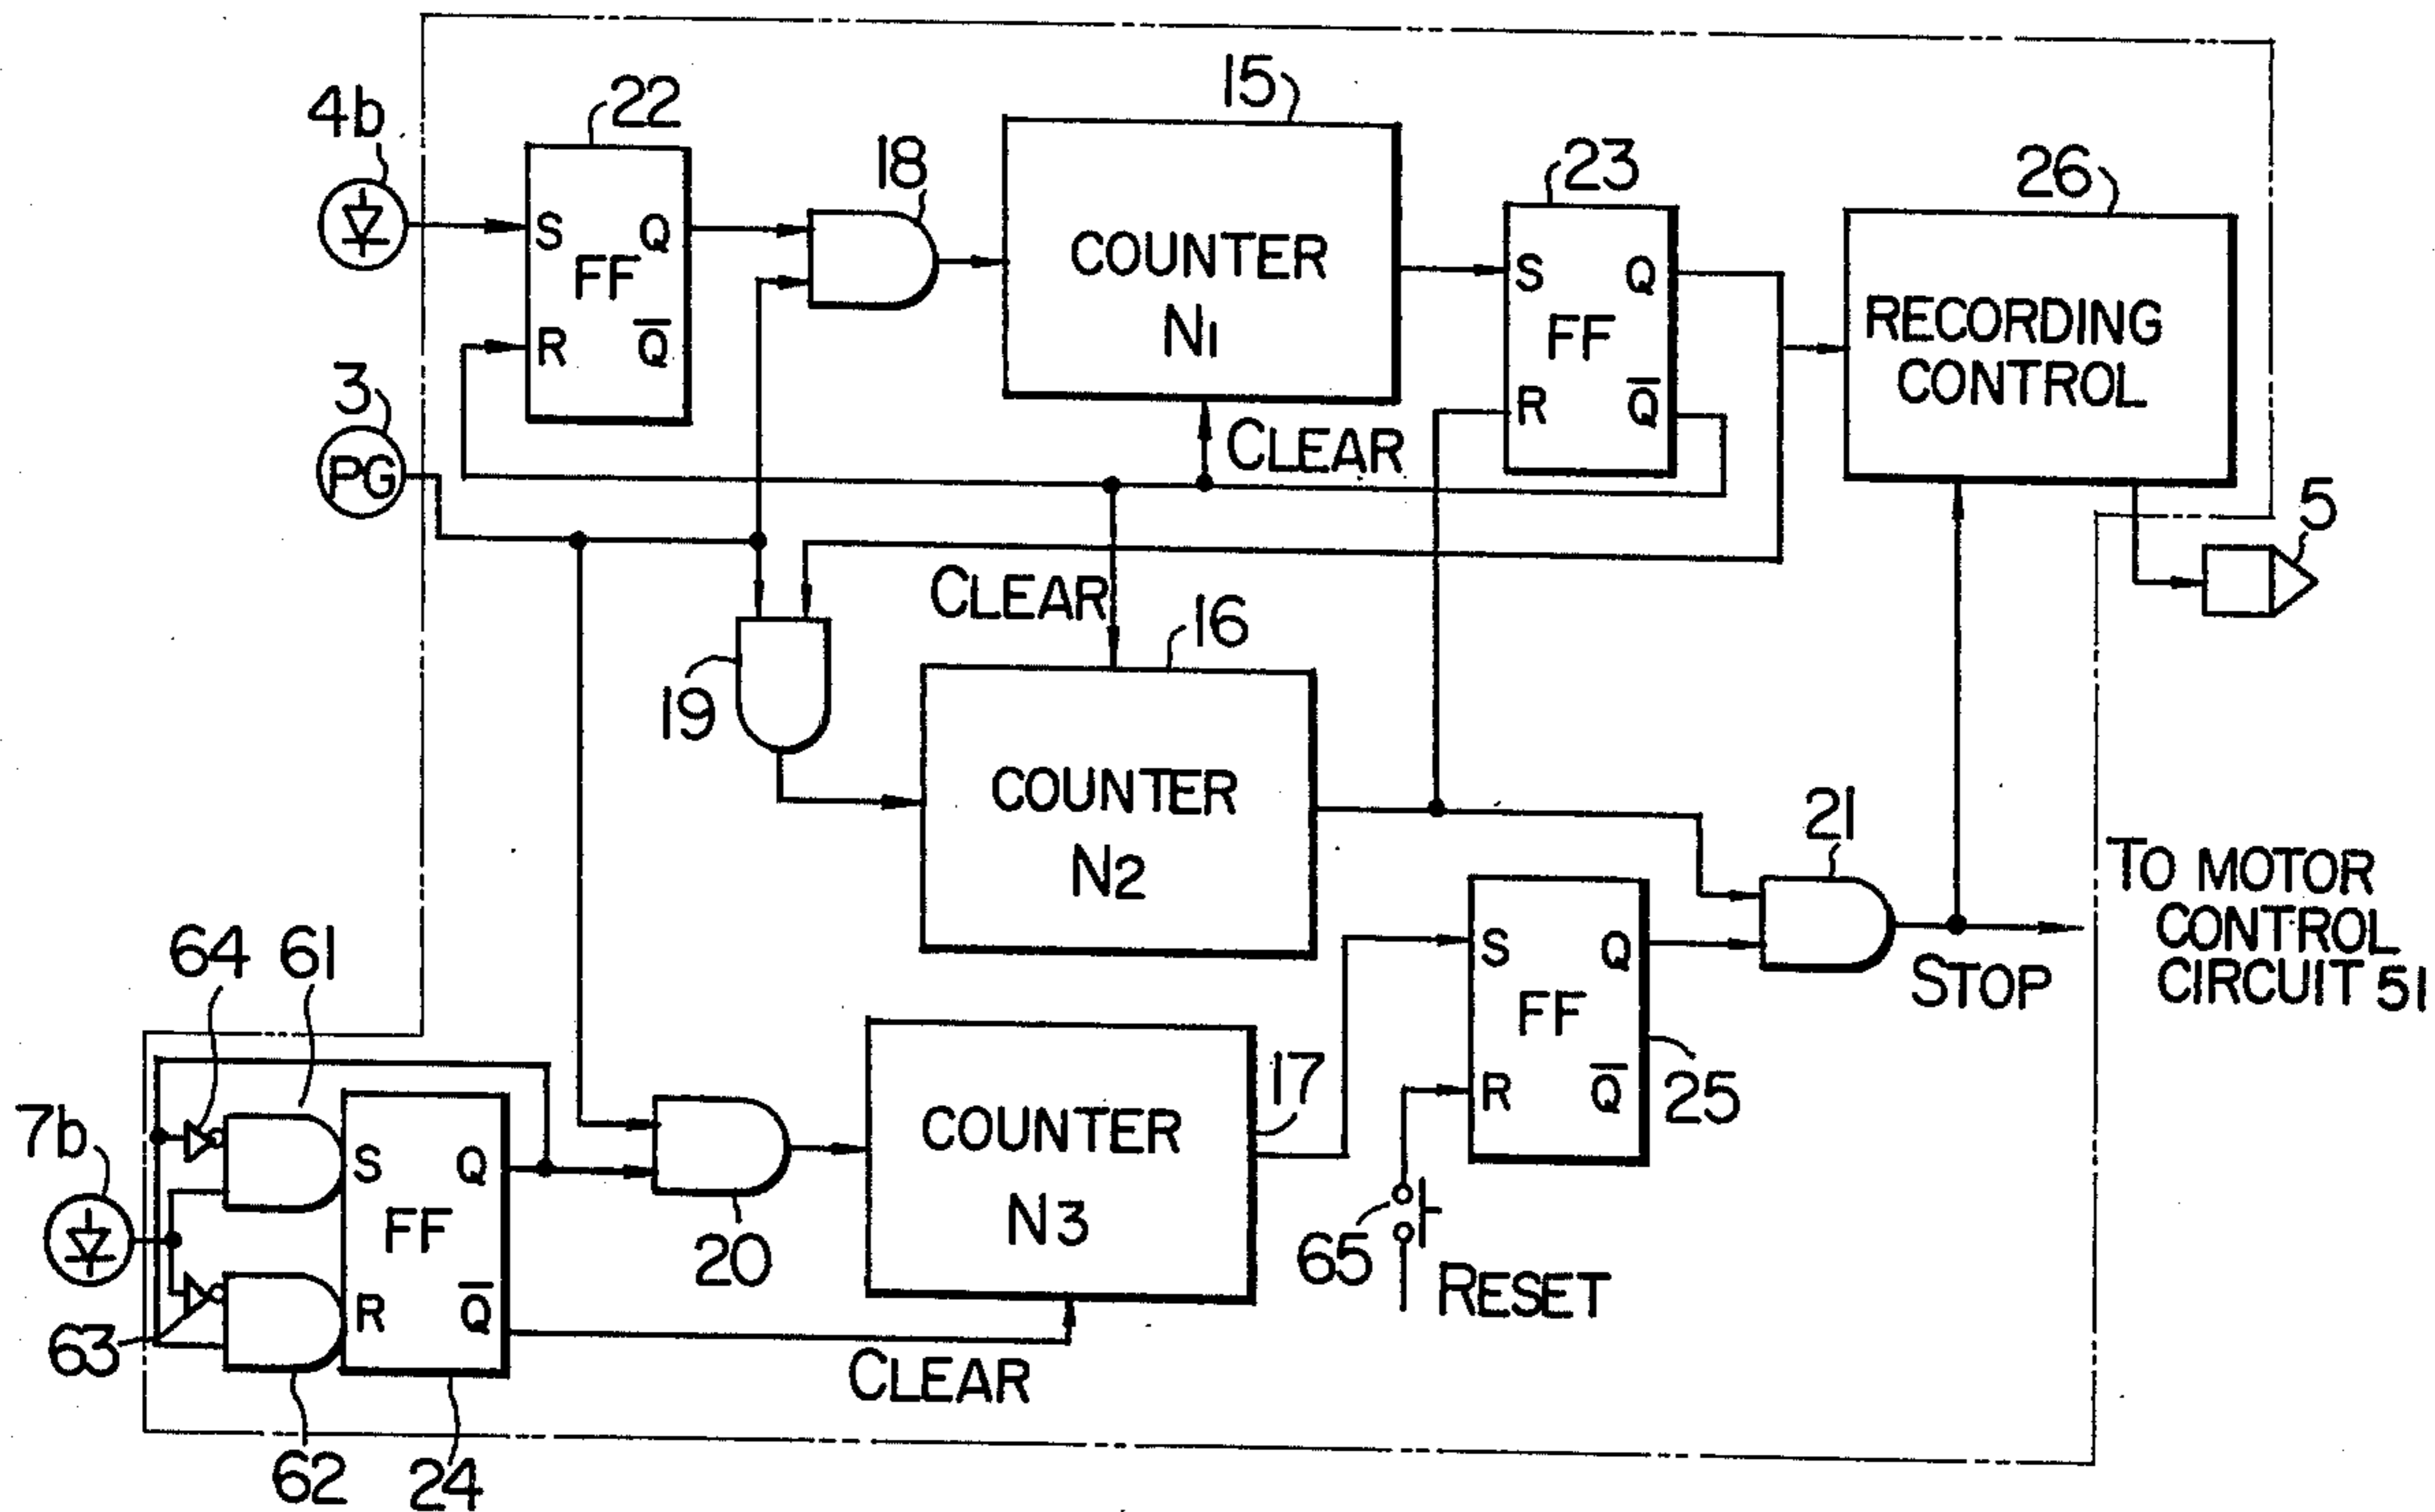 4b
22
18
15
23
26
S
Q
FF
R
Q
COUNTER
N1
S
Q
FF
R
Q
RECORDING
CONTROL
3
PG
CLEAR
5
CLEAR
16
19
COUNTER
N2
21
TO MOTOR
CONTROL
CIRCUIT 51
STOP
S
Q
FF
R
Q
25
64
61
7b
S
Q
FF
R
Q
20
COUNTER
N3
17
65
RESET
63
CLEAR
62
24